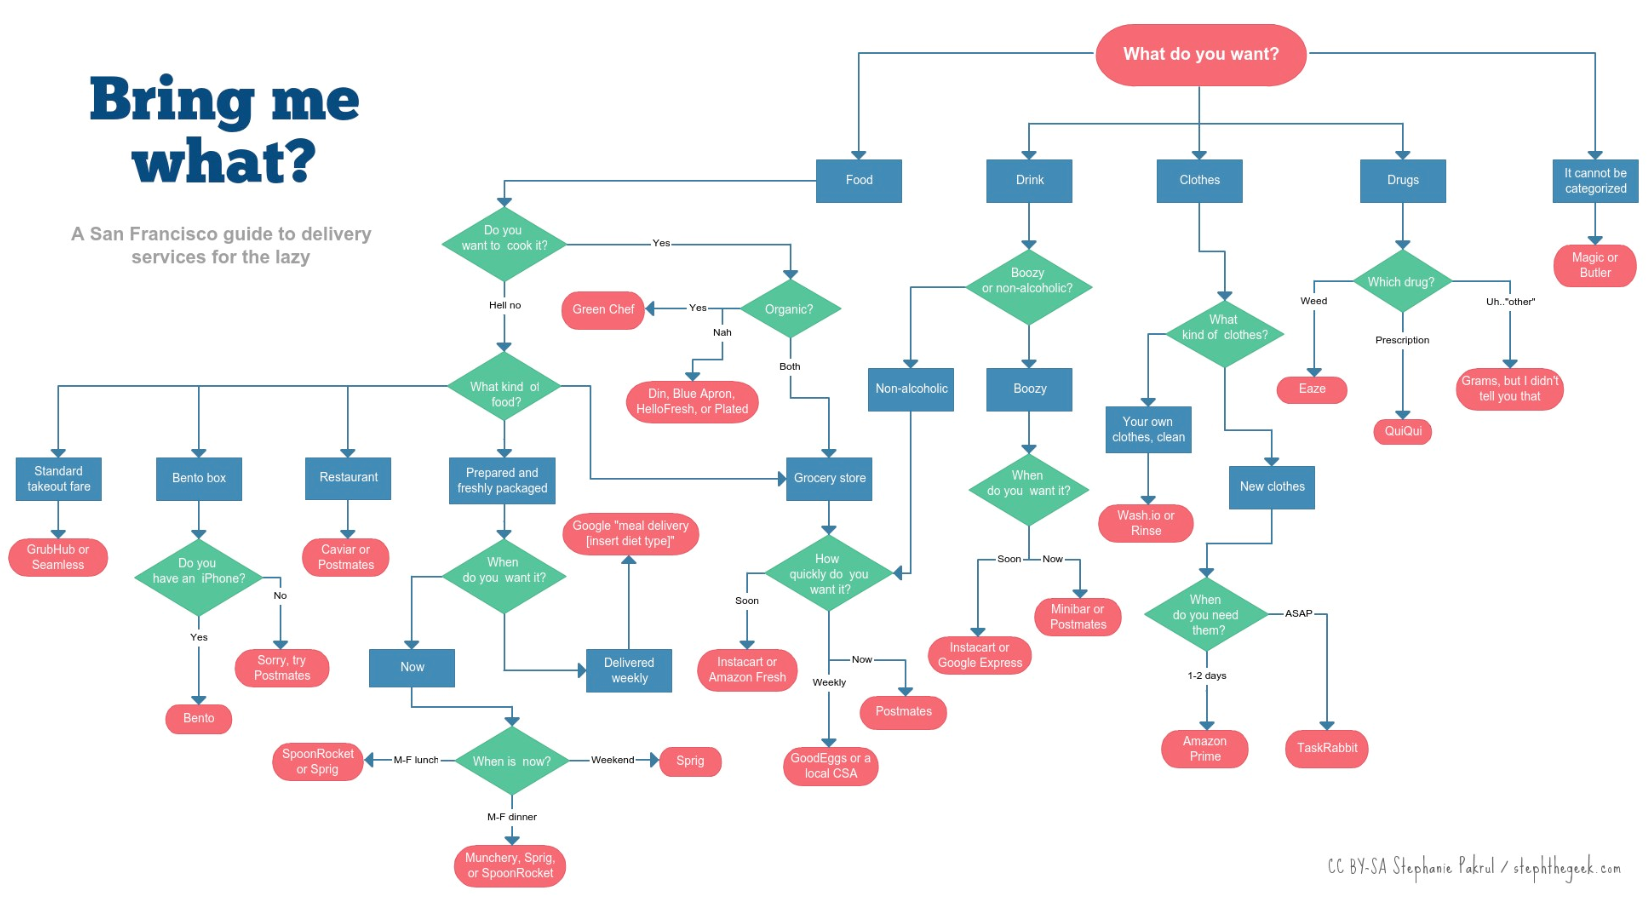 Bring me
what?
A San Francisco guide to delivery
services for the lazy
What do you want?
Food
Drink
Clothes
Drugs
It cannot be
categorized
Magic or
Butler
Do you
want to cook it?
Yes
Hell no
Organic?
Yes
Green Chef
Nah
Din, Blue Apron,
HelloFresh, or Plated
Both
What kind of
food?
Standard
takeout fare
GrubHub or
Seamless
Bento box
Do you
have an iPhone?
No
Sorry, try
Postmates
Yes
Bento
Restaurant
Caviar or
Postmates
Prepared and
freshly packaged
When
do you want it?
Google "meal delivery
[insert diet type]"
Delivered
weekly
Now
When is now?
M-F lunch
SpoonRocket
or Sprig
Weekend
Sprig
M-F dinner
Munchery, Sprig,
or SpoonRocket
Grocery store
How
quickly do you
want it?
Soon
Instacart or
Amazon Fresh
Now
Postmates
Weekly
GoodEggs or a
local CSA
Boozy
or non-alcoholic?
Non-alcoholic
Boozy
When
do you want it?
Soon
Now
Instacart or
Google Express
Minibar or
Postmates
What
kind of clothes?
Your own
clothes, clean
Wash.io or
Rinse
New clothes
When
do you need
them?
ASAP
1-2 days
Amazon
Prime
TaskRabbit
Which drug?
Weed
Eaze
Prescription
QuiQui
Uh.."other"
Grams, but I didn't
tell you that
CC BY-SA Stephanie Pakrul / stephthegeek.com